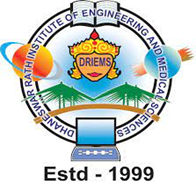 DHANESWAR RATH INSTITUTE OF ENGINEERING AND MEDICAL SCIENCES
DRIEMS
Estd - 1999